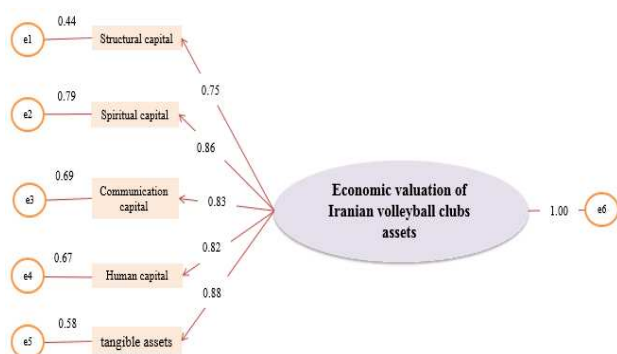 0.44
e1
Structural capital
0.75
0.79
e2
Spiritual capital
0.86
0.69
e3
Communication
capital
0.83
Economic valuation of
Iranian volleyball clubs
assets
1.00
e6
0.82
0.67
e4
Human capital
0.88
0.58
e5
tangible assets